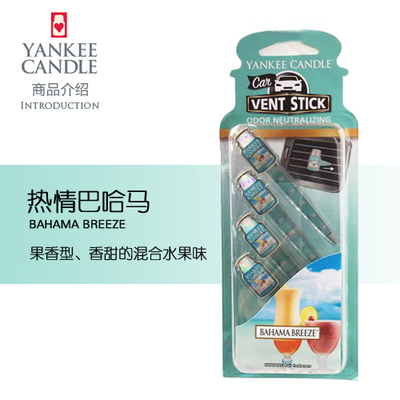 YANKEE
CANDLE
商品介绍
INTRODUCTION
热情巴哈马
BAHAMA BREEZE
果香型、香甜的混合水果味
YANKEE CANDLE
Car
VENT STICK
ODOR NEUTRALIZING
BAHAMA BREEZE